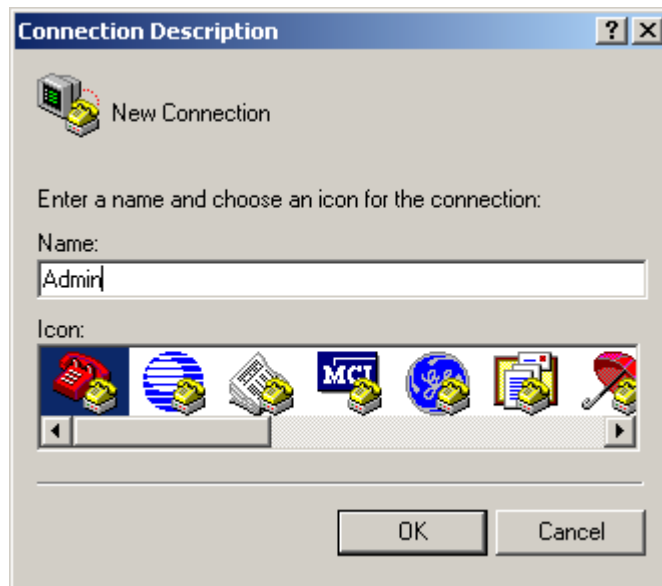 Connection Description
New Connection
Enter a name and choose an icon for the connection:
Name:
Admin
Icon:
MCI
OK Cancel